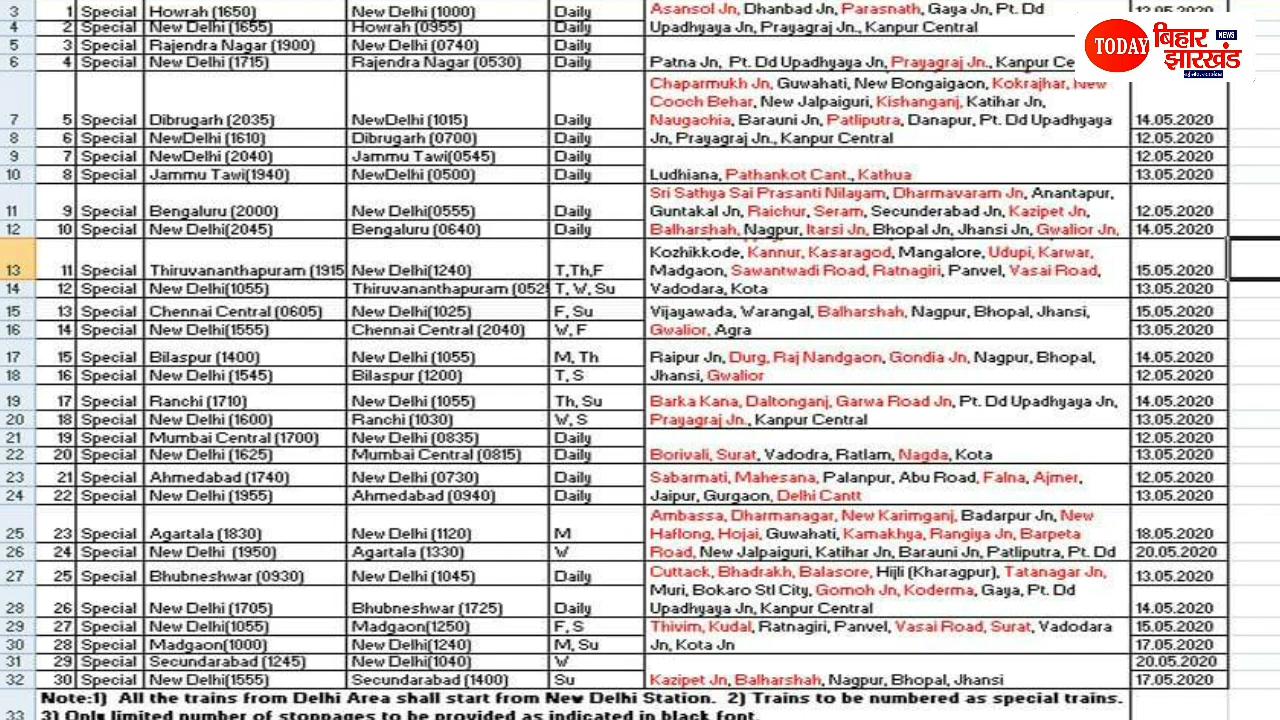 3 1 Special Howrah (1650) New Delhi (1000) Daily Asansol Jn, Dhanbad Jn, Parasnath, Gaya Jn, Pt. Dd 12.05.2020
4 2 Special New Delhi (1655) Howrah (0955) Daily Upadhyaya Jn, Prayagraj Jn., Kanpur Central
TODAY बिहार NEWS
झारखंड
5 3 Special Rajendra Nagar (1900) New Delhi (0740) Daily
6 4 Special New Delhi (1715) Rajendra Nagar (0530) Daily Patna Jn, Pt. Dd Upadhyaya Jn, Prayagraj Jn., Kanpur Ce
Chaparmukh Jn, Guwahati, New Bongaigaon, Kokrajhar, New
Cooch Behar, New Jalpaiguri, Kishanganj, Katihar Jn,
7 5 Special Dibrugarh (2035) NewDelhi (1015) Daily Naugachia, Barauni Jn, Patliputra, Danapur, Pt. Dd Upadhyaya 14.05.2020
8 6 Special NewDelhi (1610) Dibrugarh (0700) Daily Jn, Prayagraj Jn., Kanpur Central 12.05.2020
9 7 Special NewDelhi (2040) Jammu Tawi(0545) Daily 12.05.2020
10 8 Special Jammu Tawi(1940) NewDelhi (0500) Daily Ludhiana, Pathankot Cant., Kathua 13.05.2020
Sri Sathya Sai Prasanti Nilayam, Dharmavaram Jn, Anantapur,
11 9 Special Bengaluru (2000) New Delhi(0555) Daily Guntakal Jn, Raichur, Seram, Secunderabad Jn, Kazipet Jn, 12.05.2020
12 10 Special New Delhi(2045) Bengaluru (0640) Daily Balharshah, Nagpur, Itarsi Jn, Bhopal Jn, Jhansi Jn, Gwalior Jn, 14.05.2020
Kozhikkode, Kannur, Kasaragod, Mangalore, Udupi, Karwar,
13 11 Special Thiruvananthapuram (1915 New Delhi(1240) T,Th,F Madgaon, Sawantwadi Road, Ratnagiri, Panvel, Vasai Road, 15.05.2020
14 12 Special New Delhi(1055) Thiruvananthapuram (0525 T, W, Su Vadodara, Kota 13.05.2020
15 13 Special Chennai Central (0605) New Delhi(1025) F, Su Vijayawada, Warangal, Balharshah, Nagpur, Bhopal, Jhansi, 15.05.2020
16 14 Special New Delhi(1555) Chennai Central (2040) W, F Gwalior, Agra 13.05.2020
17 15 Special Bilaspur (1400) New Delhi (1055) M, Th Raipur Jn, Durg, Raj Nandgaon, Gondia Jn, Nagpur, Bhopal, 14.05.2020
18 16 Special New Delhi (1545) Bilaspur (1200) T, S Jhansi, Gwalior 12.05.2020
19 17 Special Ranchi (1710) New Delhi (1055) Th, Su Barka Kana, Daltonganj, Garwa Road Jn, Pt. Dd Upadhyaya Jn, 14.05.2020
20 18 Special New Delhi (1600) Ranchi (1030) W, S Prayagraj Jn., Kanpur Central 13.05.2020
21 19 Special Mumbai Central (1700) New Delhi (0835) Daily 12.05.2020
22 20 Special New Delhi (1625) Mumbai Central (0815) Daily Borivali, Surat, Vadodra, Ratlam, Nagda, Kota 13.05.2020
23 21 Special Ahmedabad (1740) New Delhi (0730) Daily Sabarmati, Mahesana, Palanpur, Abu Road, Falna, Ajmer, 12.05.2020
24 22 Special New Delhi (1955) Ahmedabad (0940) Daily Jaipur, Gurgaon, Delhi Cantt 13.05.2020
Ambassa, Dharmanagar, New Karimganj, Badarpur Jn, New
25 23 Special Agartala (1830) New Delhi (1120) M Haflong, Hojai, Guwahati, Kamakhya, Rangiya Jn, Barpeta 18.05.2020
26 24 Special New Delhi (1950) Agartala (1330) W Road, New Jalpaiguri, Katihar Jn, Barauni Jn, Patliputra, Pt. Dd 20.05.2020
27 25 Special Bhubneshwar (0930) New Delhi (1045) Daily Cuttack, Bhadrakh, Balasore, Hijli (Kharagpur), Tatanagar Jn, 13.05.2020
Muri, Bokaro Stl City, Gomoh Jn, Koderma, Gaya, Pt. Dd
28 26 Special New Delhi (1705) Bhubneshwar (1725) Daily Upadhyaya Jn, Kanpur Central 14.05.2020
29 27 Special New Delhi(1055) Madgaon(1250) F, S Thivim, Kudal, Ratnagiri, Panvel, Vasai Road, Surat, Vadodara 15.05.2020
30 28 Special Madgaon(1000) New Delhi(1240) M, Su Jn, Kota Jn 17.05.2020
31 29 Special Secundarabad (1245) New Delhi(1040) W 20.05.2020
32 30 Special New Delhi(1555) Secundarabad (1400) Su Kazipet Jn, Balharshah, Nagpur, Bhopal, Jhansi 17.05.2020
Note:1) All the trains from Delhi Area shall start from New Delhi Station. 2) Trains to be numbered as special trains.
33 3) Only limited number of stoppages to be provided as indicated in black font.